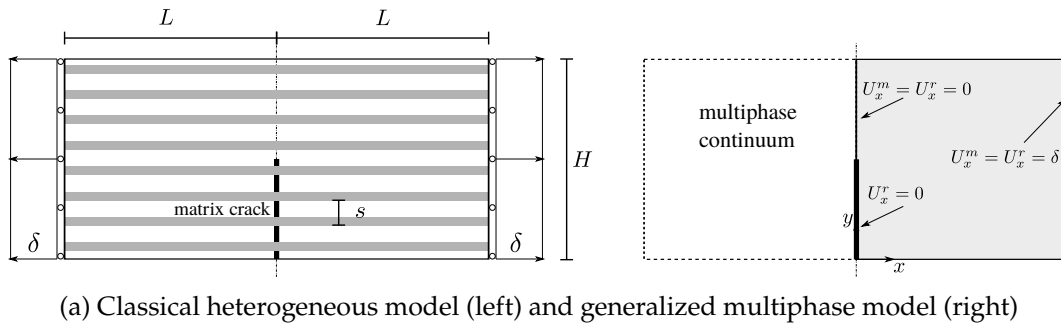 L
L
U_x^m = U_x^r = 0
multiphase
continuum
H
U_x^m = U_x^r = δ
matrix crack
s
U_x^r = 0
y
δ
δ
x
(a) Classical heterogeneous model (left) and generalized multiphase model (right)